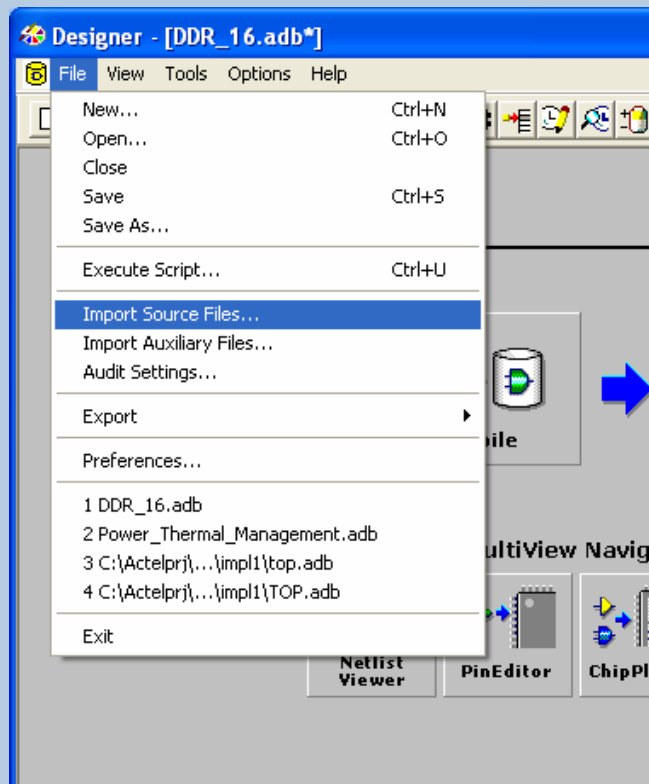 Designer - [DDR_16.adb*]
File View Tools Options Help
New... Ctrl+N
Open... Ctrl+O
Close
Save Ctrl+S
Save As...
Execute Script... Ctrl+U
Import Source Files...
Import Auxiliary Files...
Audit Settings...
Export
Preferences...
1 DDR_16.adb
2 Power_Thermal_Management.adb
3 C:\Actelprj\...\impl1\top.adb
4 C:\Actelprj\...\impl1\TOP.adb
Exit
pile
ultiView Navig
Netlist
Viewer
PinEditor
ChipPl